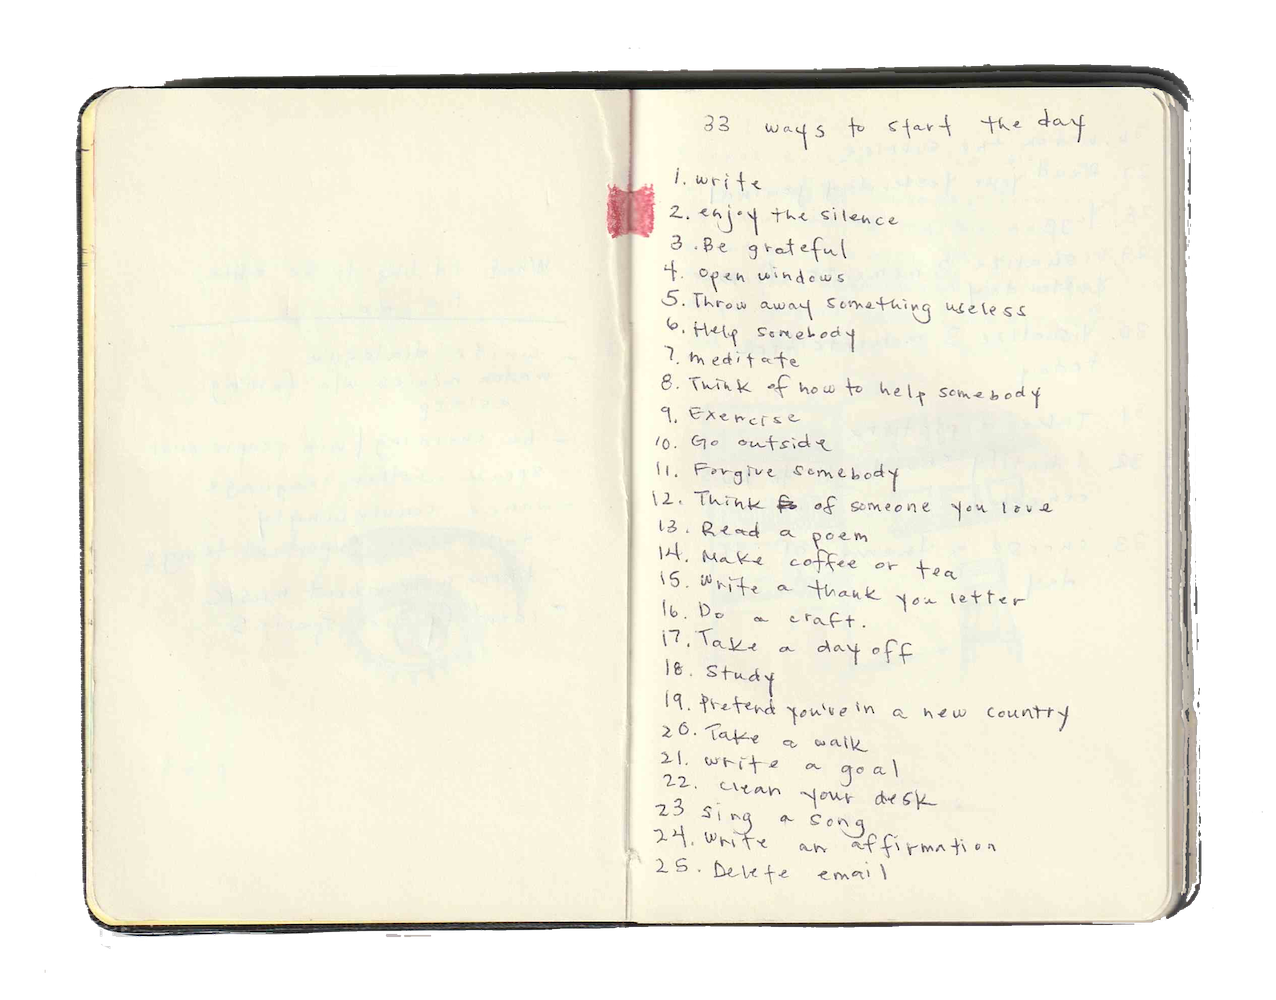 33 ways to start the day
1. write
2. enjoy the silence
3. Be grateful
4. open windows
5. Throw away something useless
6. Help somebody
7. meditate
8. Think of how to help somebody
9. Exercise
10. Go outside
11. Forgive somebody
12. Think of someone you love
13. Read a poem
14. Make coffee or tea
15. Write a thank you letter
16. Do a craft.
17. Take a day off
18. Study
19. Pretend you're in a new country
20. Take a walk
21. write a goal
22. clean your desk
23 sing a song
24. Write an affirmation
25. Delete email